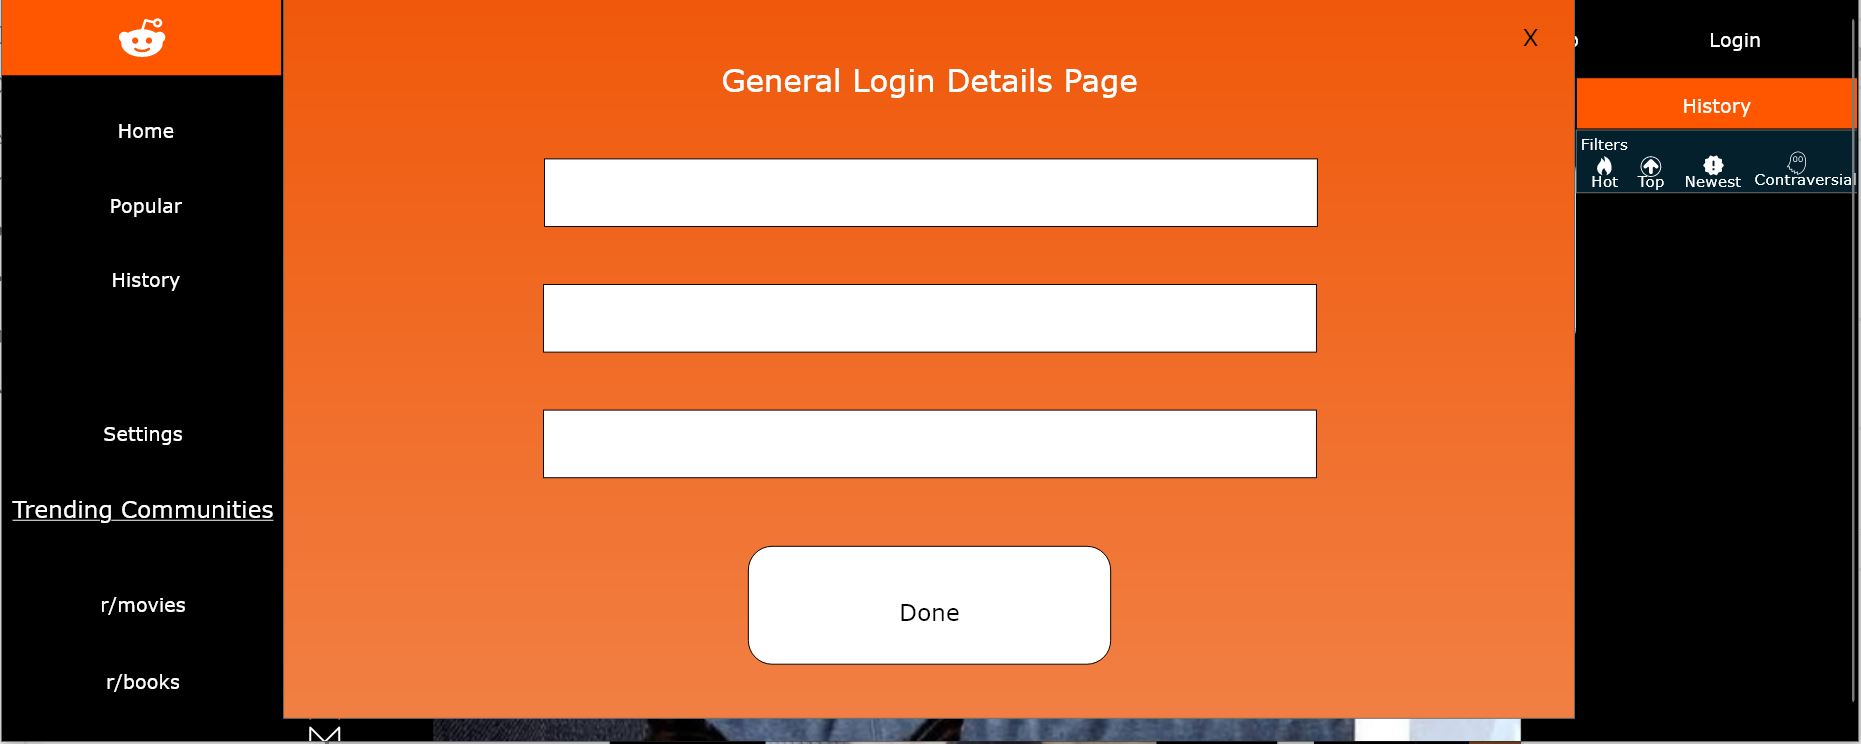 Home
Popular
History
Settings
Trending Communities
r/movies
r/books
X
General Login Details Page
Done
Login
History
Filters
Hot
Top
Newest
Contraversial